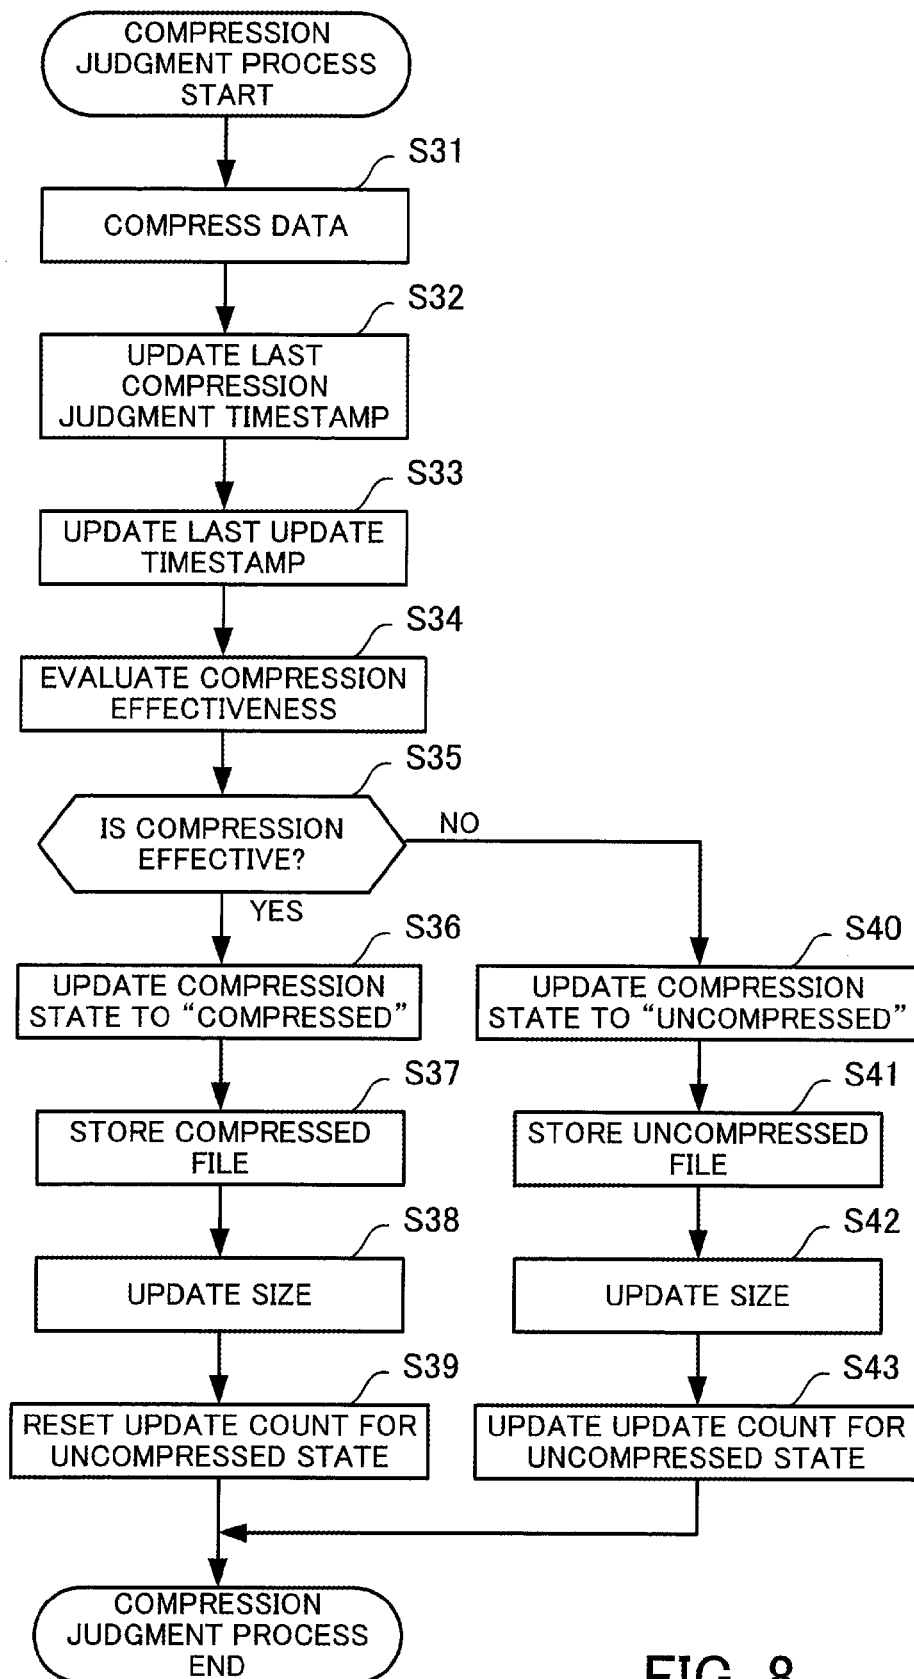 COMPRESSION
JUDGMENT PROCESS
START
S31
COMPRESS DATA
S32
UPDATE LAST
COMPRESSION
JUDGMENT TIMESTAMP
S33
UPDATE LAST UPDATE
TIMESTAMP
S34
EVALUATE COMPRESSION
EFFECTIVENESS
S35
IS COMPRESSION
EFFECTIVE?
NO
YES
S36
UPDATE COMPRESSION
STATE TO “COMPRESSED”
S37
STORE COMPRESSED
FILE
S38
UPDATE SIZE
S39
RESET UPDATE COUNT FOR
UNCOMPRESSED STATE
S40
UPDATE COMPRESSION
STATE TO “UNCOMPRESSED”
S41
STORE UNCOMPRESSED
FILE
S42
UPDATE SIZE
S43
UPDATE UPDATE COUNT FOR
UNCOMPRESSED STATE
COMPRESSION
JUDGMENT PROCESS
END
FIG. 8